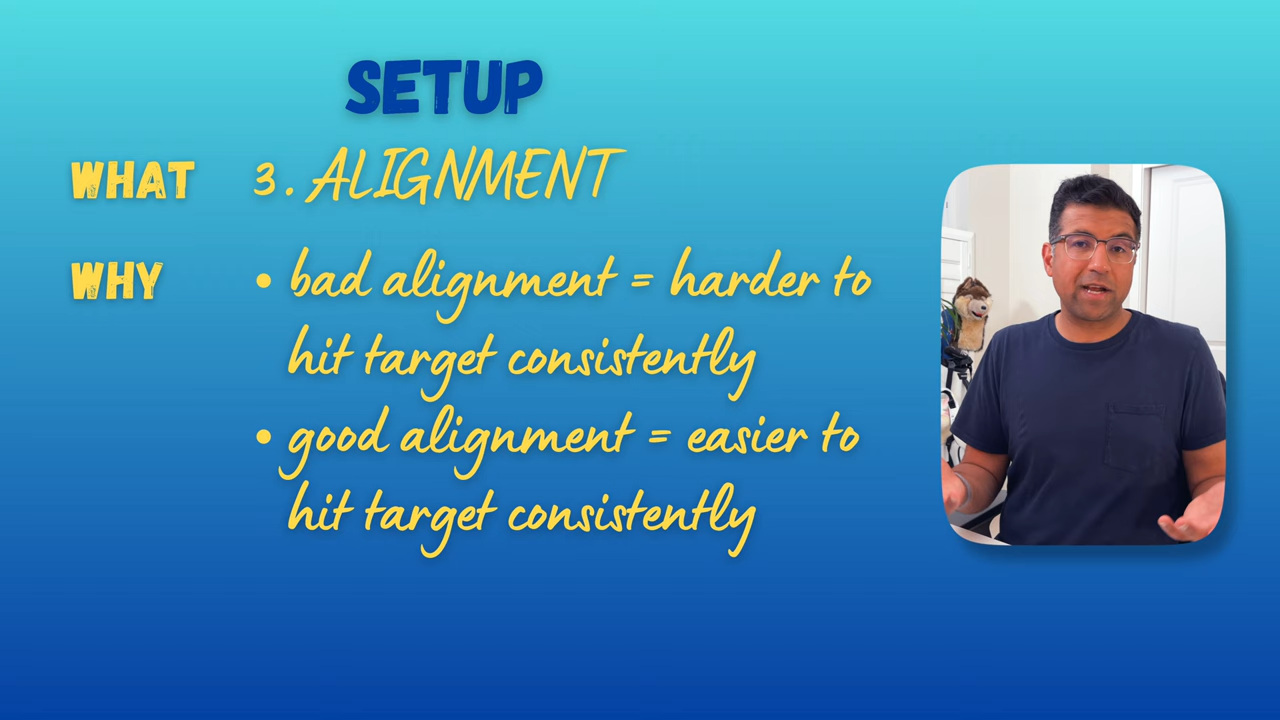 SETUP
WHAT 3. ALIGNMENT
WHY • bad alignment = harder to
hit target consistently
• good alignment = easier to
hit target consistently